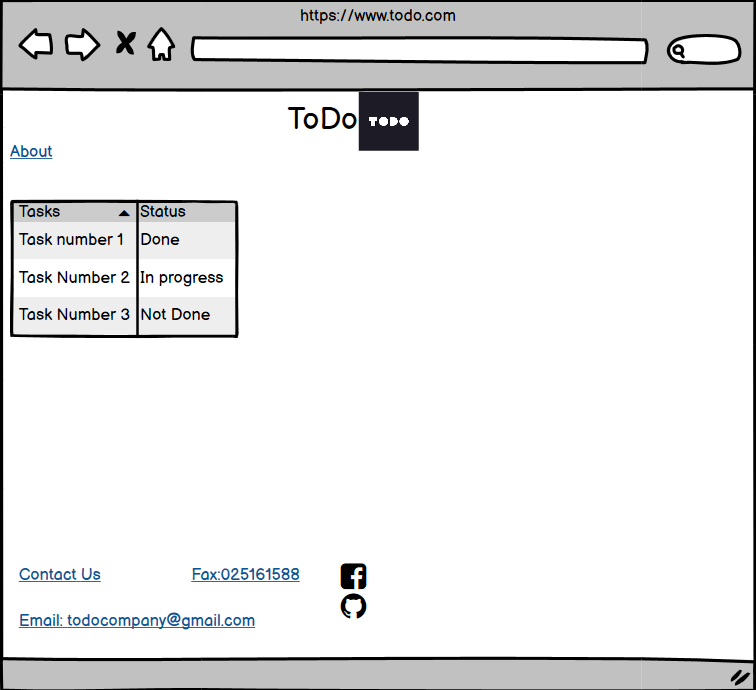 https://www.todo.com
ToDo TODO
About
Tasks Status
Task number 1 Done
Task Number 2 In progress
Task Number 3 Not Done
Contact Us Fax:025161588
Email: todocompany@gmail.com